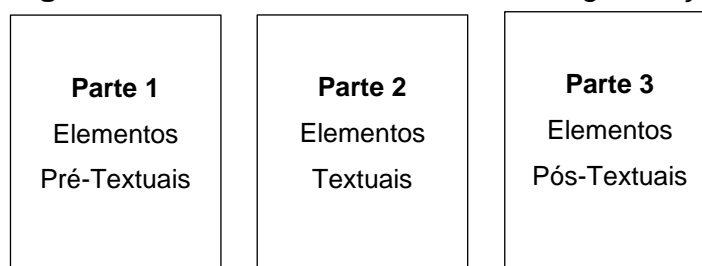 Parte 1
Elementos
Pré-Textuais
Parte 2
Elementos
Textuais
Parte 3
Elementos
Pós-Textuais